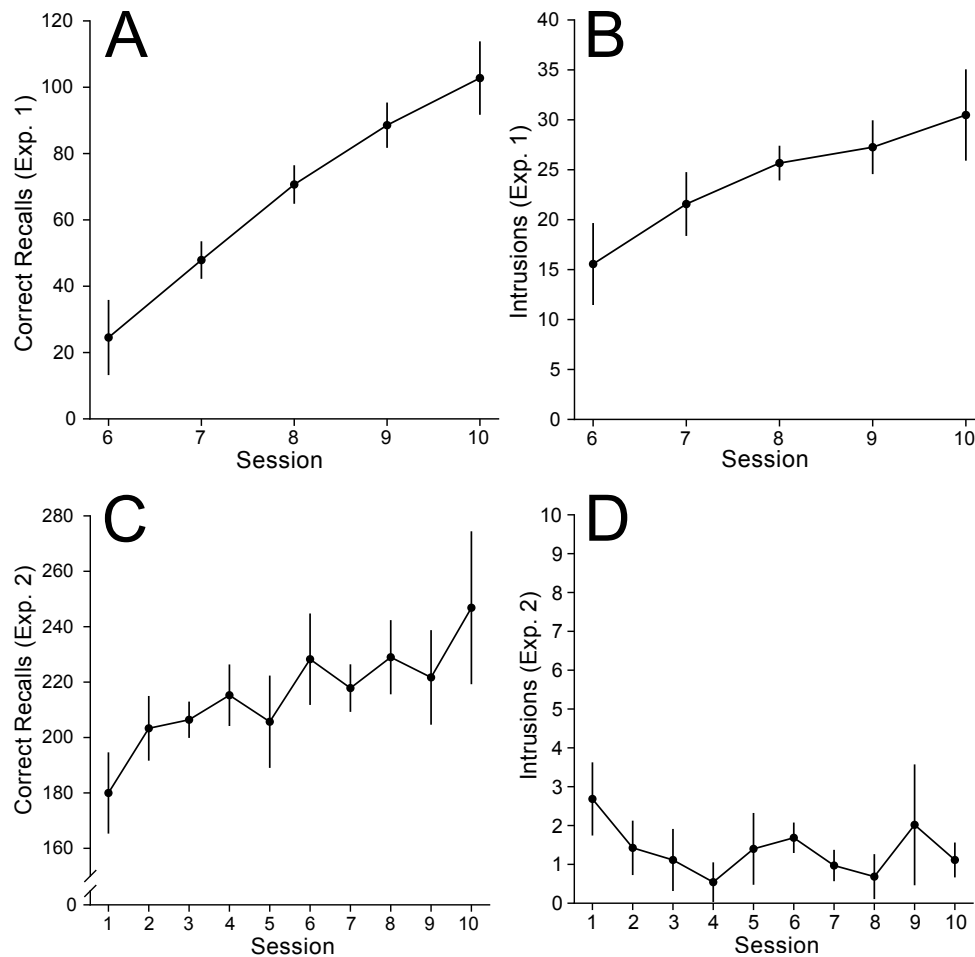 A
Correct Recalls (Exp. 1)
120
100
80
60
40
20
0
6 7 8 9 10
Session
B
Intrusions (Exp. 1)
40
35
30
25
20
15
10
5
0
6 7 8 9 10
Session
C
Correct Recalls (Exp. 2)
280
260
240
220
200
180
160
0
1 2 3 4 5 6 7 8 9 10
Session
D
Intrusions (Exp. 2)
10
9
8
7
6
5
4
3
2
1
0
1 2 3 4 5 6 7 8 9 10
Session